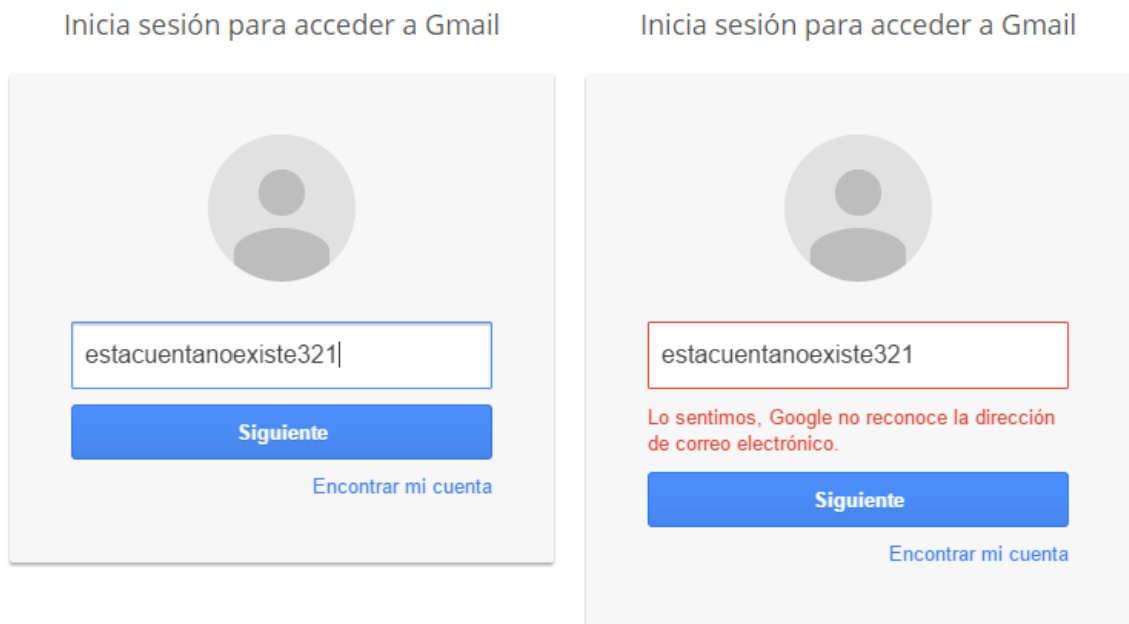 Inicia sesión para acceder a Gmail
estacuentanoexiste321
Siguiente
Encontrar mi cuenta
Inicia sesión para acceder a Gmail
estacuentanoexiste321
Lo sentimos, Google no reconoce la dirección
de correo electrónico.
Siguiente
Encontrar mi cuenta